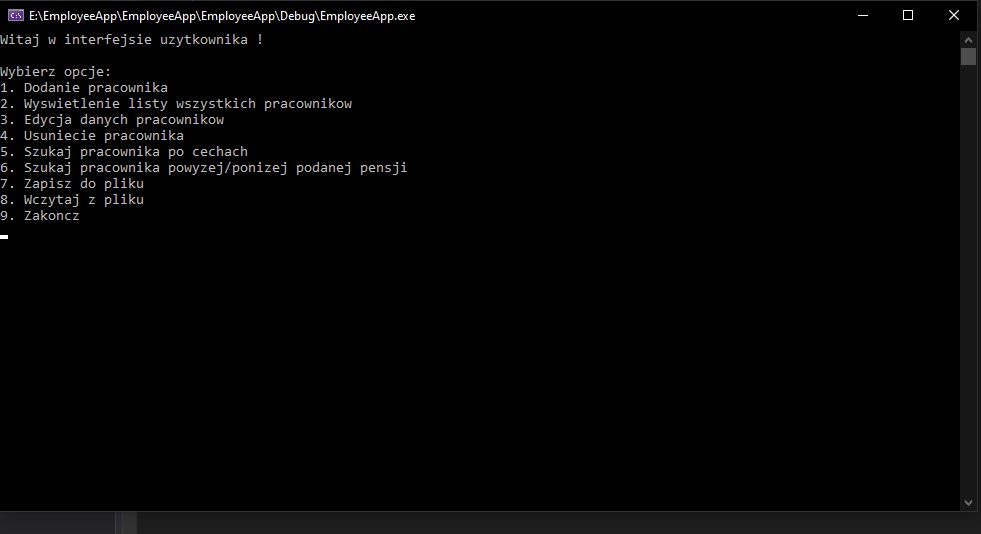 E:\EmployeeApp\EmployeeApp\EmployeeApp\Debug\EmployeeApp.exe
Witaj w interfejsie uzytkownika !
Wybierz opcje:
1. Dodanie pracownika
2. Wyswietlenie listy wszystkich pracownikow
3. Edycja danych pracownikow
4. Usuniecie pracownika
5. Szukaj pracownika po cechach
6. Szukaj pracownika powyzej/ponizej podanej pensji
7. Zapisz do pliku
8. Wczytaj z pliku
9. Zakoncz